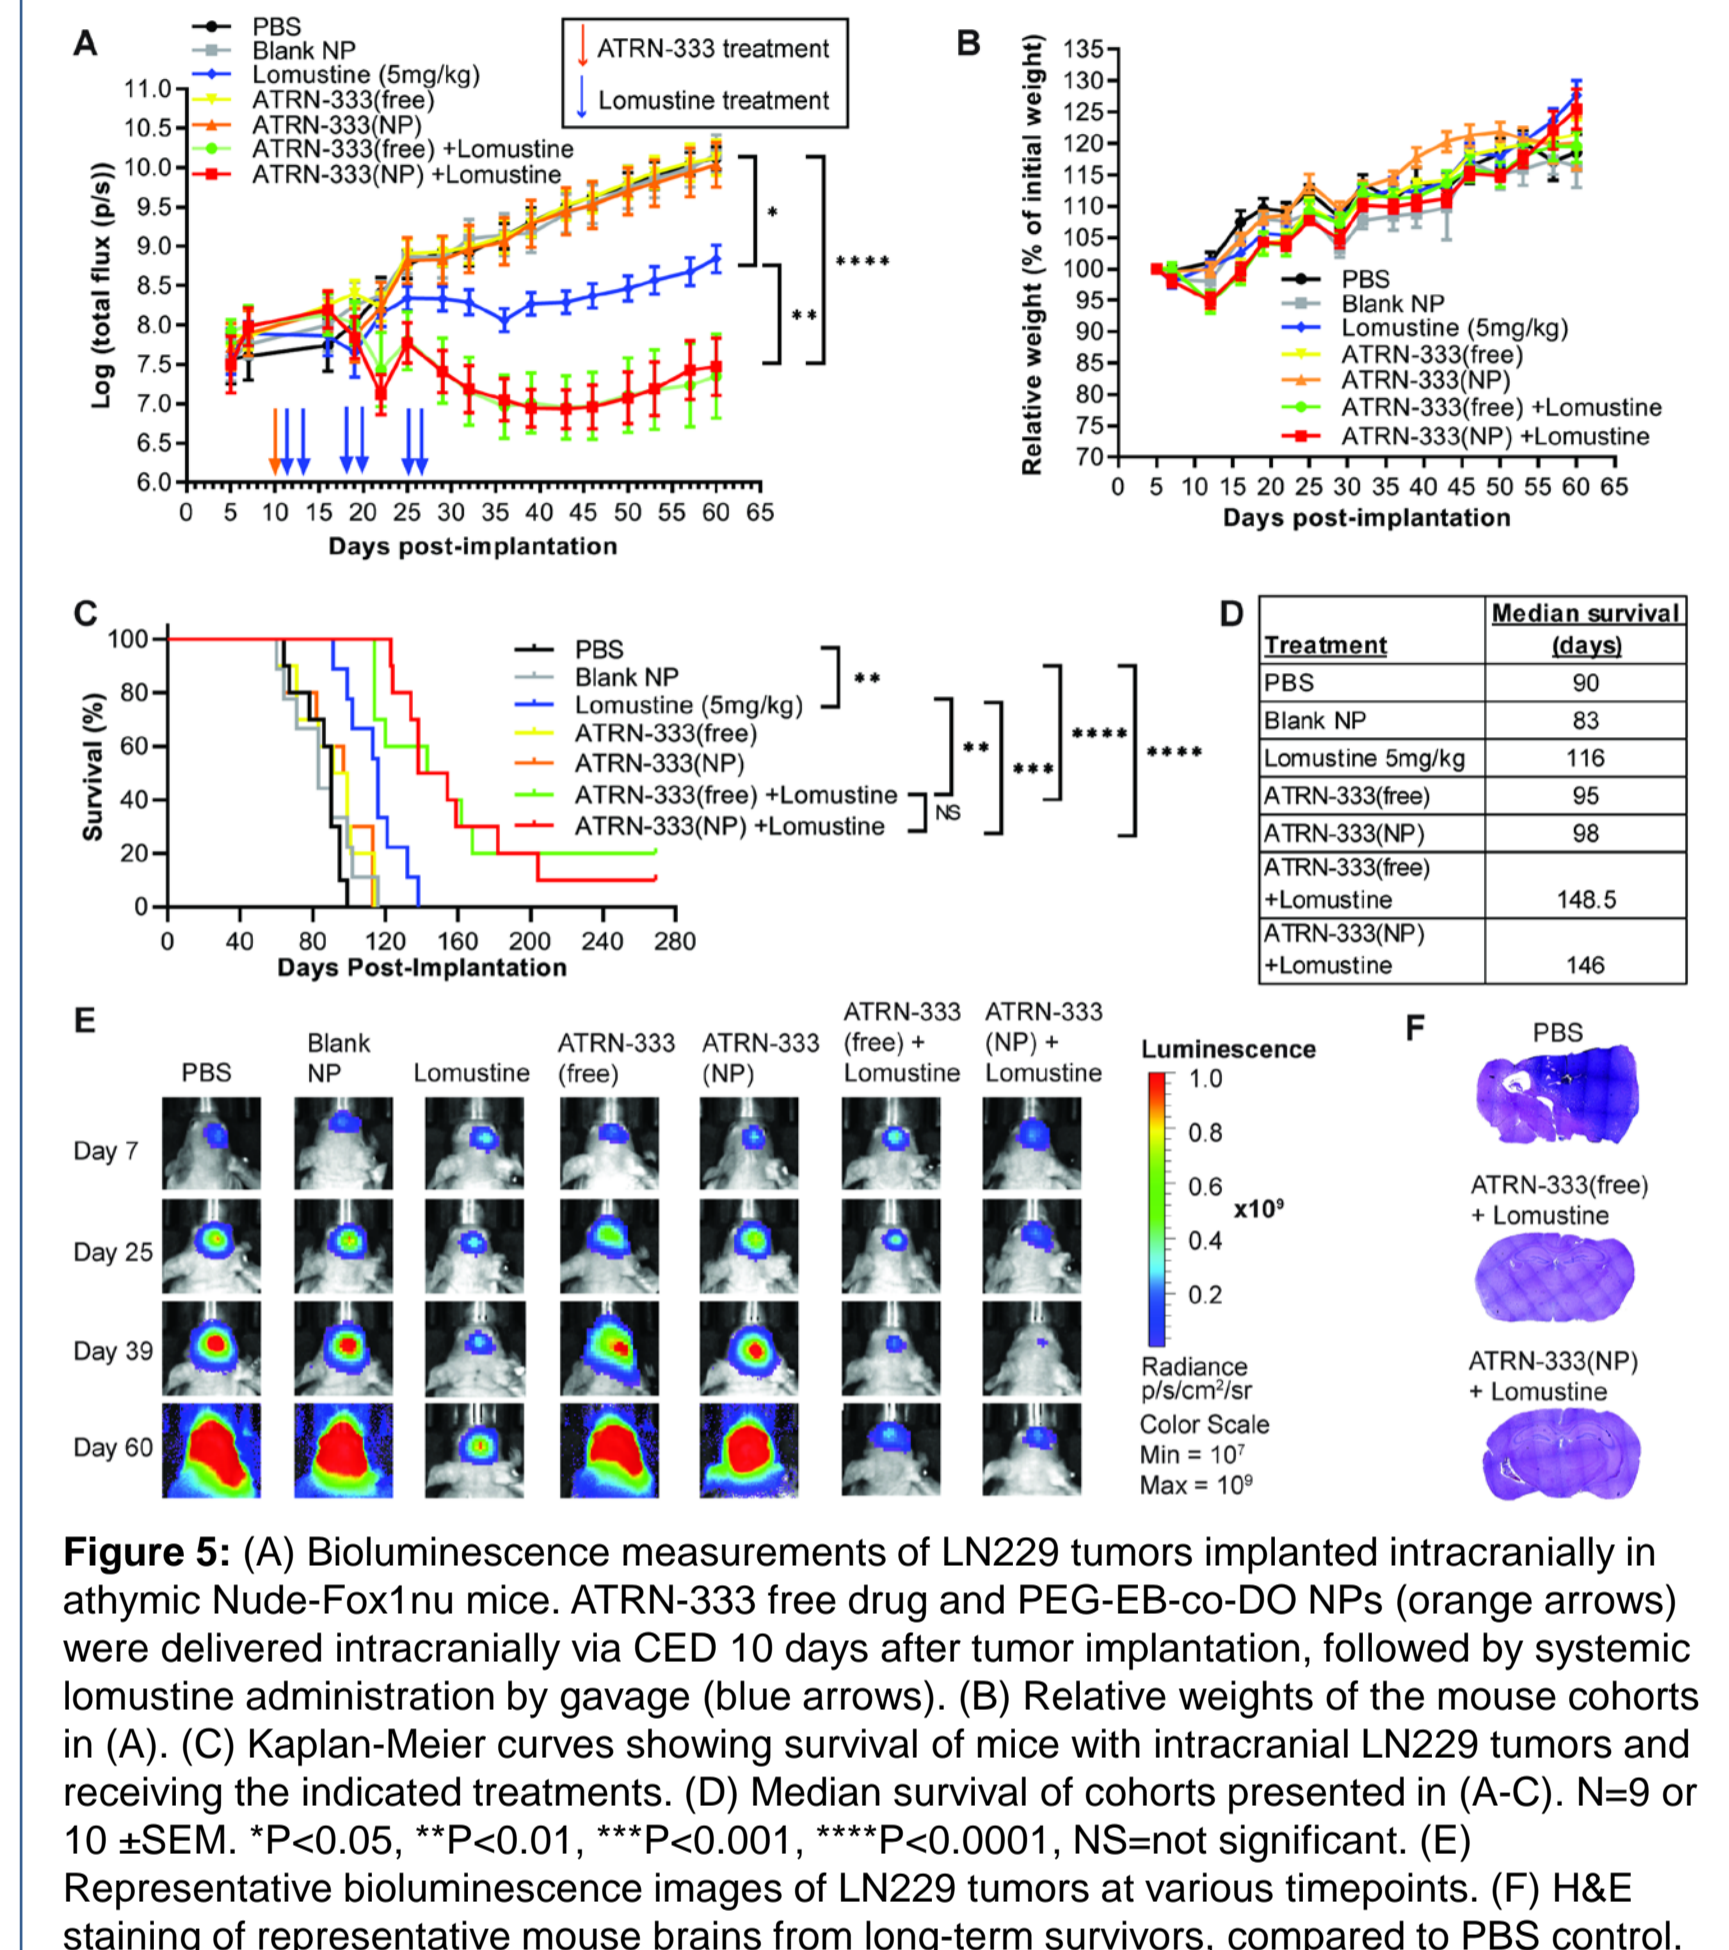 A
PBS
Blank NP
Lomustine (5mg/kg)
ATRN-333(free)
ATRN-333(NP)
ATRN-333(free) +Lomustine
ATRN-333(NP) +Lomustine
ATRN-333 treatment
Lomustine treatment
Log (total flux (p/s))
11.0
10.5
10.0
9.5
9.0
8.5
8.0
7.5
7.0
6.5
6.0
*
**
****
0 5 10 15 20 25 30 35 40 45 50 55 60 65
Days post-implantation
B
Relative weight (% of initial weight)
135
130
125
120
115
110
105
100
95
90
85
80
75
70
PBS
Blank NP
Lomustine (5mg/kg)
ATRN-333(free)
ATRN-333(NP)
ATRN-333(free) +Lomustine
ATRN-333(NP) +Lomustine
0 5 10 15 20 25 30 35 40 45 50 55 60 65
Days post-implantation
C
Survival (%)
100
80
60
40
20
0
PBS
Blank NP
Lomustine (5mg/kg)
ATRN-333(free)
ATRN-333(NP)
ATRN-333(free) +Lomustine
ATRN-333(NP) +Lomustine
**
NS
**
***
****
****
0 40 80 120 160 200 240 280
Days Post-Implantation
D
Treatment Median survival (days)
PBS 90
Blank NP 83
Lomustine 5mg/kg 116
ATRN-333(free) 95
ATRN-333(NP) 98
ATRN-333(free)
+Lomustine 148.5
ATRN-333(NP)
+Lomustine 146
E
PBS
Blank
NP
Lomustine
ATRN-333
(free)
ATRN-333
(NP)
ATRN-333
(free) +
Lomustine
ATRN-333
(NP) +
Lomustine
Day 7
Day 25
Day 39
Day 60
Luminescence
1.0
0.8
0.6
0.4
0.2
x10⁹
Radiance
p/s/cm²/sr
Color Scale
Min = 10⁷
Max = 10⁹
F
PBS
ATRN-333(free)
+ Lomustine
ATRN-333(NP)
+ Lomustine
Figure 5: (A) Bioluminescence measurements of LN229 tumors implanted intracranially in
athymic Nude-Fox1nu mice. ATRN-333 free drug and PEG-EB-co-DO NPs (orange arrows)
were delivered intracranially via CED 10 days after tumor implantation, followed by systemic
lomustine administration by gavage (blue arrows). (B) Relative weights of the mouse cohorts
in (A). (C) Kaplan-Meier curves showing survival of mice with intracranial LN229 tumors and
receiving the indicated treatments. (D) Median survival of cohorts presented in (A-C). N=9 or
10 ±SEM. *P<0.05, **P<0.01, ***P<0.001, ****P<0.0001, NS=not significant. (E)
Representative bioluminescence images of LN229 tumors at various timepoints. (F) H&E
staining of representative mouse brains from long-term survivors, compared to PBS control.